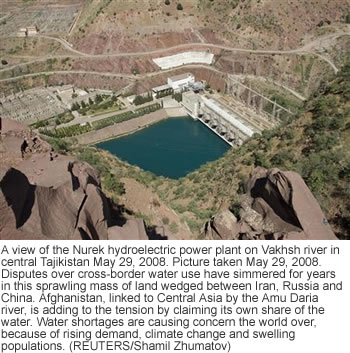 A view of the Nurek hydroelectric power plant on Vakhsh river in
central Tajikistan May 29, 2008. Picture taken May 29, 2008.
Disputes over cross-border water use have simmered for years
in this sprawling mass of land wedged between Iran, Russia and
China. Afghanistan, linked to Central Asia by the Amu Daria
river, is adding to the tension by claiming its own share of the
water. Water shortages are causing concern the world over,
because of rising demand, climate change and swelling
populations. (REUTERS/Shamil Zhumatov)